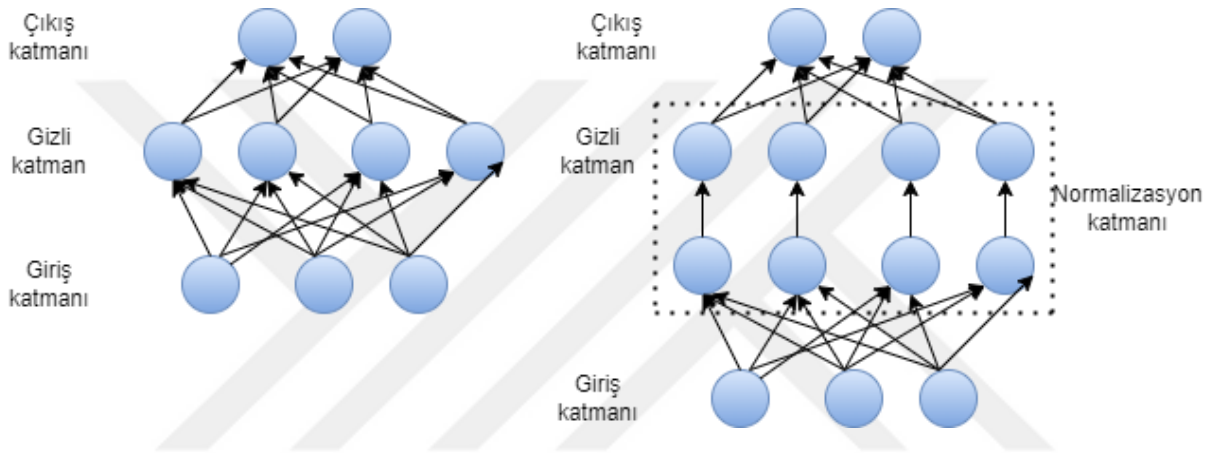 Çıkış
katmanı
Gizli
katman
Giriş
katmanı
Çıkış
katmanı
Gizli
katman
Normalizasyon
katmanı
Giriş
katmanı